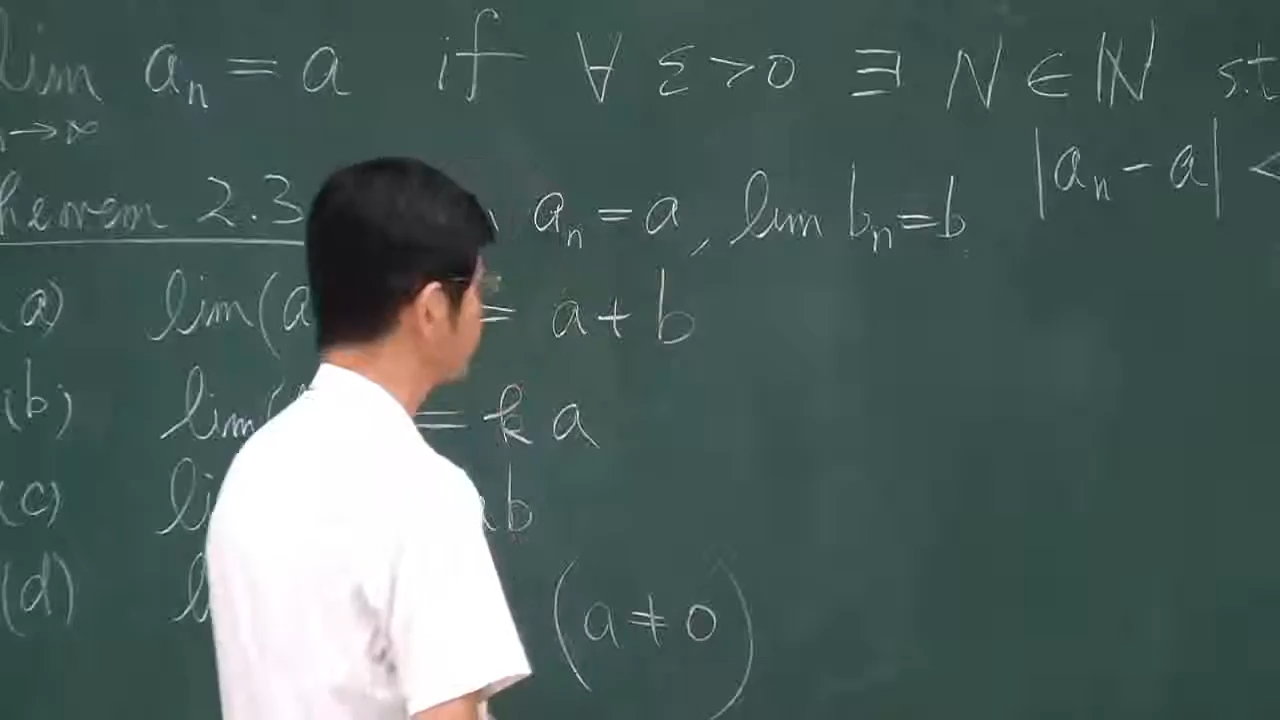 lim aₙ = a if ∀ ε>0 ∃ N ∈ ℕ s.t
n→∞
|aₙ - a| <
Theorem 2.3 aₙ = a, lim bₙ = b
(a) lim(a = a + b
(b) lim( = k a
(c) li b
(d) (a ≠ 0)